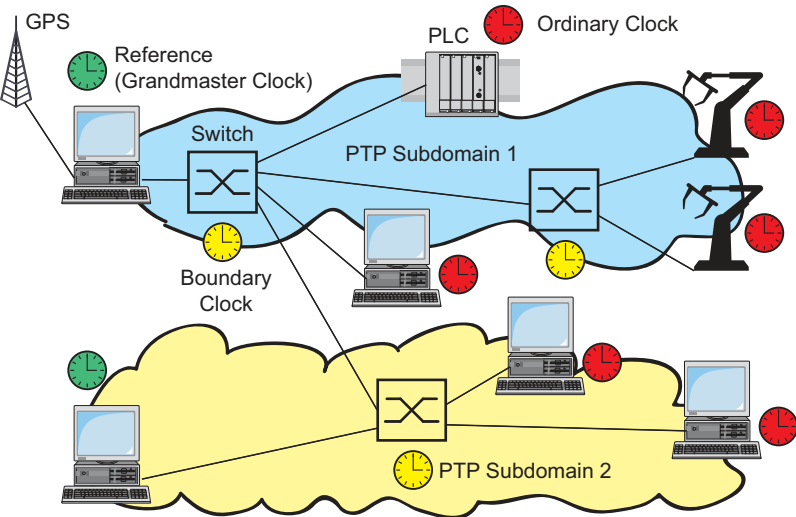 GPS
Reference
(Grandmaster Clock)
PLC
Ordinary Clock
Switch
PTP Subdomain 1
Boundary
Clock
PTP Subdomain 2